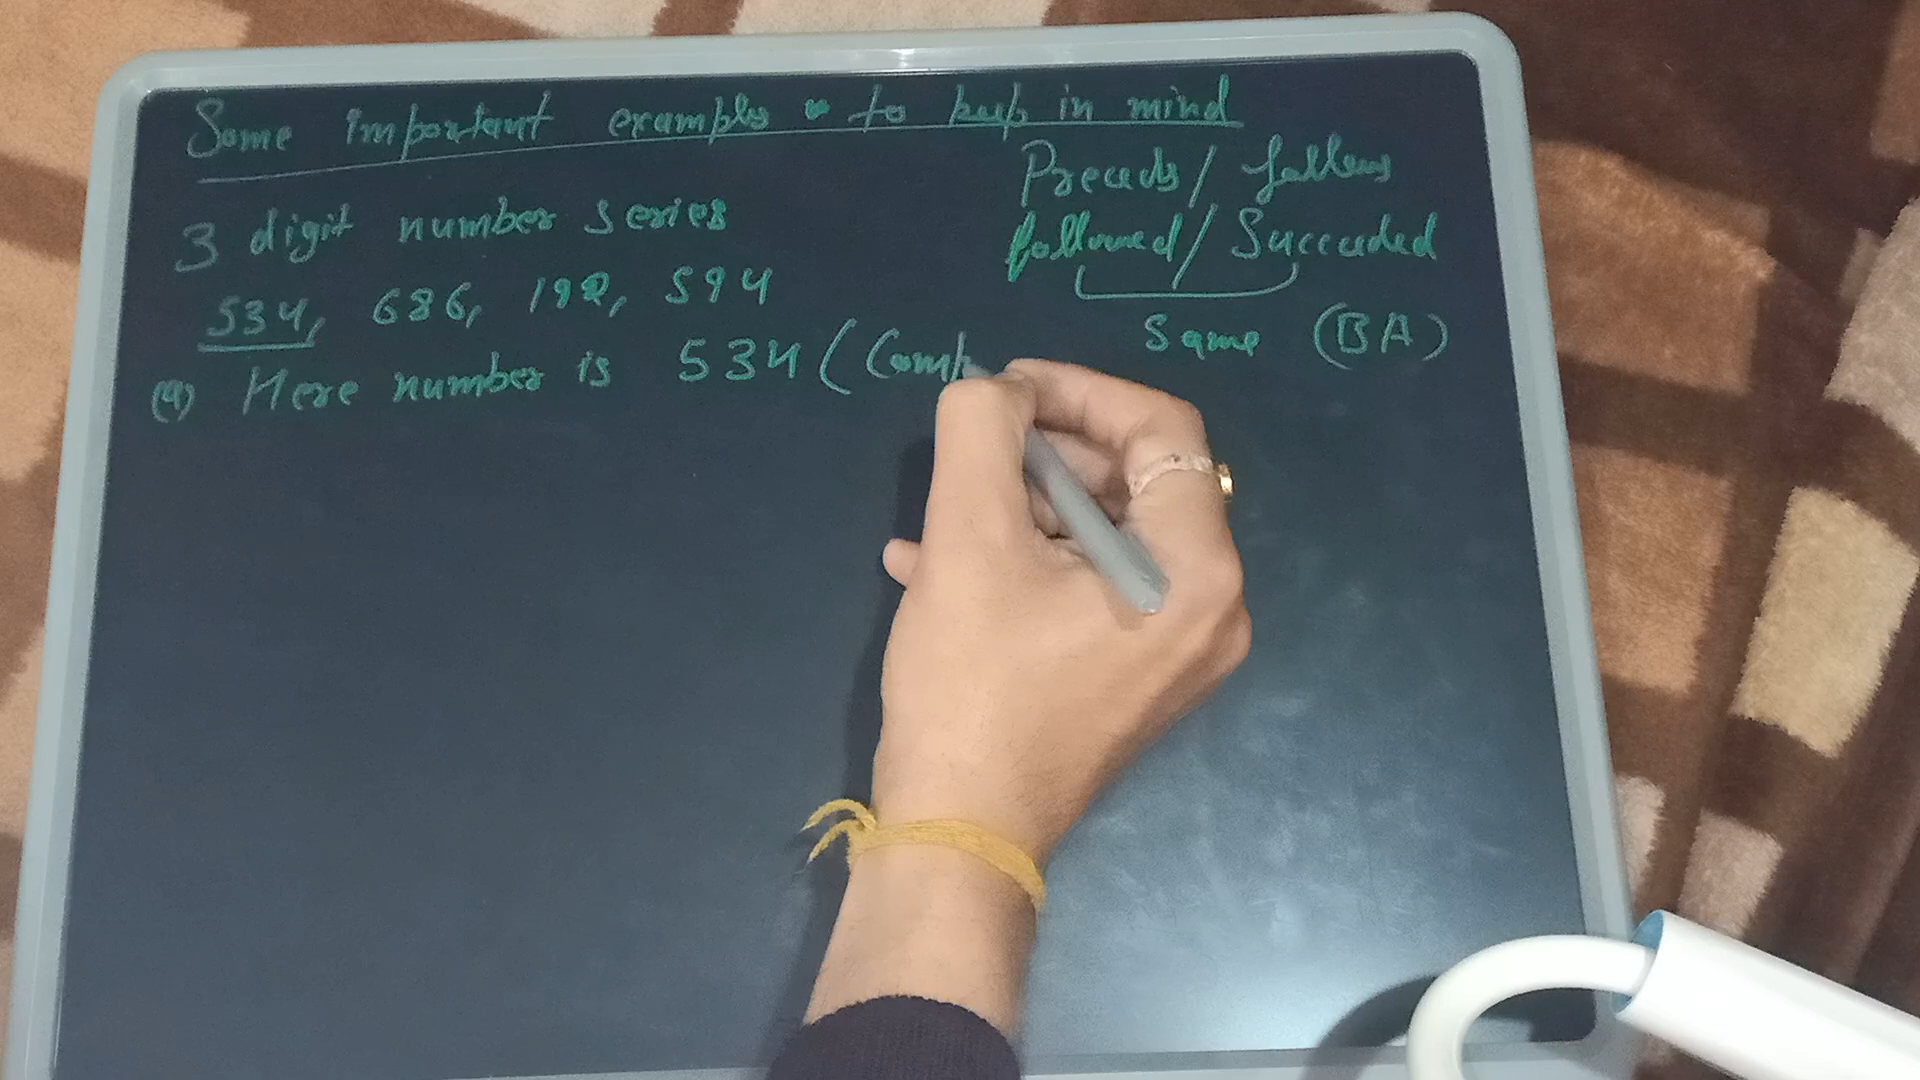 Some important examples to keep in mind
3 digit number series
534, 686, 192, 594
(a) Here number is 534 (Comp
Preceds / follows
followed / Succeeded
Same (BA)